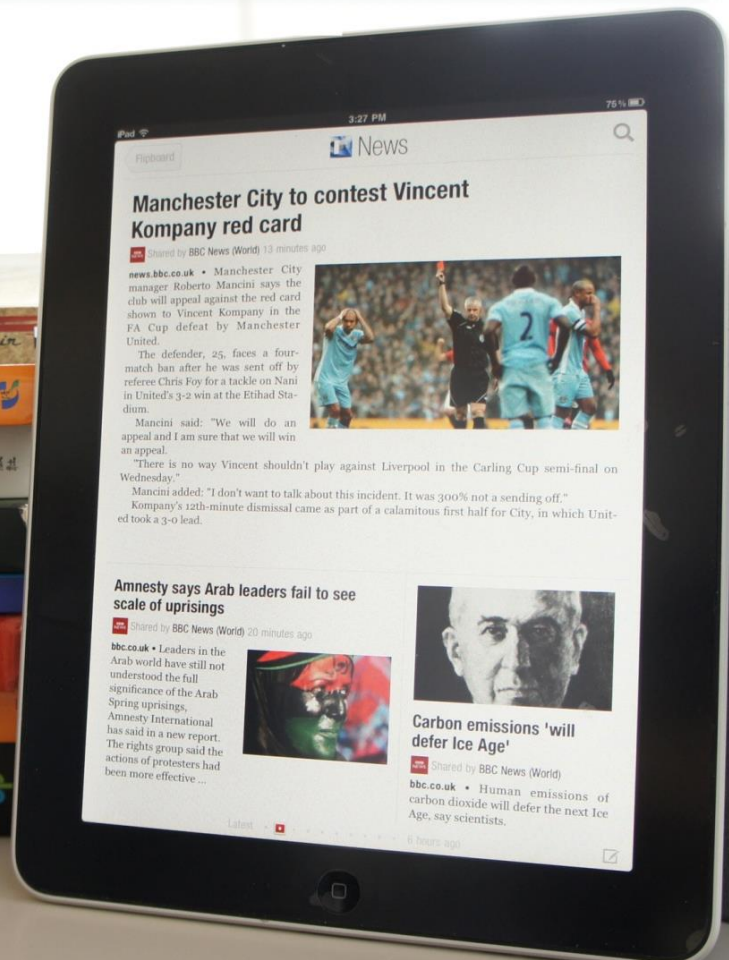 iPad
3:27 PM
76%
Flipboard
News
Manchester City to contest Vincent
Kompany red card
Shared by BBC News (World) 13 minutes ago
news.bbc.co.uk • Manchester City
manager Roberto Mancini says the
club will appeal against the red card
shown to Vincent Kompany in the
FA Cup defeat by Manchester
United.
The defender, 25, faces a four-
match ban after he was sent off by
referee Chris Foy for a tackle on Nani
in United's 3-2 win at the Etihad Sta-
dium.
Mancini said: "We will do an
appeal and I am sure that we will win
an appeal.
"There is no way Vincent shouldn't play against Liverpool in the Carling Cup semi-final on
Wednesday."
Mancini added: "I don't want to talk about this incident. It was 300% not a sending off."
Kompany's 12th-minute dismissal came as part of a calamitous first half for City, in which Unit-
ed took a 3-0 lead.
2
Amnesty says Arab leaders fail to see
scale of uprisings
Shared by BBC News (World) 20 minutes ago
bbc.co.uk • Leaders in the
Arab world have still not
understood the full
significance of the Arab
Spring uprisings,
Amnesty International
has said in a new report.
The rights group said the
actions of protesters had
been more effective ...
Carbon emissions 'will
defer Ice Age'
Shared by BBC News (World)
bbc.co.uk • Human emissions of
carbon dioxide will defer the next Ice
Age, say scientists.
6 hours ago
Latest